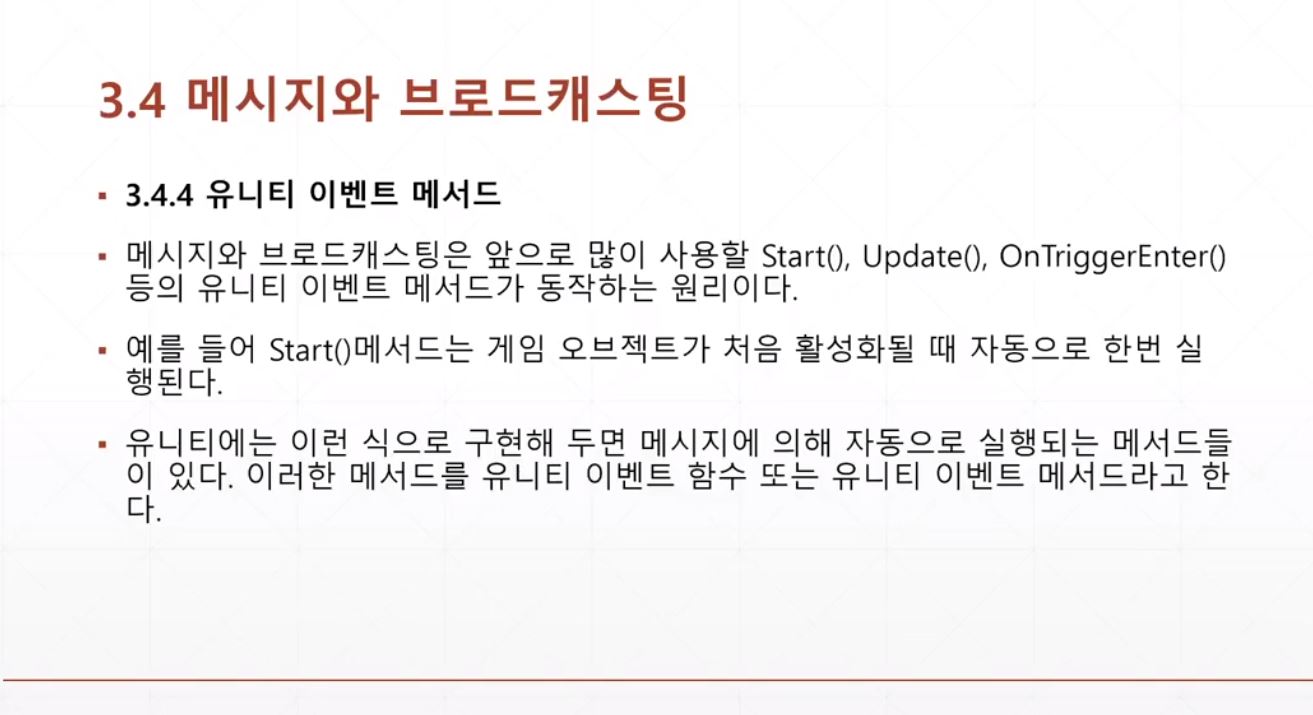 3.4 메시지와 브로드캐스팅
▪ 3.4.4 유니티 이벤트 메서드
▪ 메시지와 브로드캐스팅은 앞으로 많이 사용할 Start(), Update(), OnTriggerEnter()
등의 유니티 이벤트 메서드가 동작하는 원리이다.
▪ 예를 들어 Start()메서드는 게임 오브젝트가 처음 활성화될 때 자동으로 한번 실
행된다.
▪ 유니티에는 이런 식으로 구현해 두면 메시지에 의해 자동으로 실행되는 메서드들
이 있다. 이러한 메서드를 유니티 이벤트 함수 또는 유니티 이벤트 메서드라고 한
다.